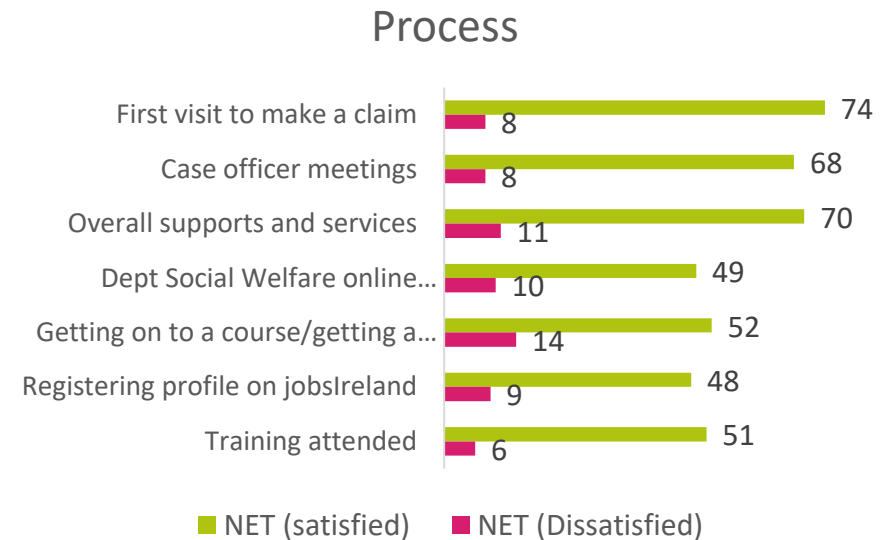 Process
First visit to make a claim
74
8
Case officer meetings
68
8
Overall supports and services
70
11
Dept Social Welfare online...
49
10
Getting on to a course/getting a...
52
14
Registering profile on jobsIreland
48
9
Training attended
51
6
NET (satisfied) NET (Dissatisfied)